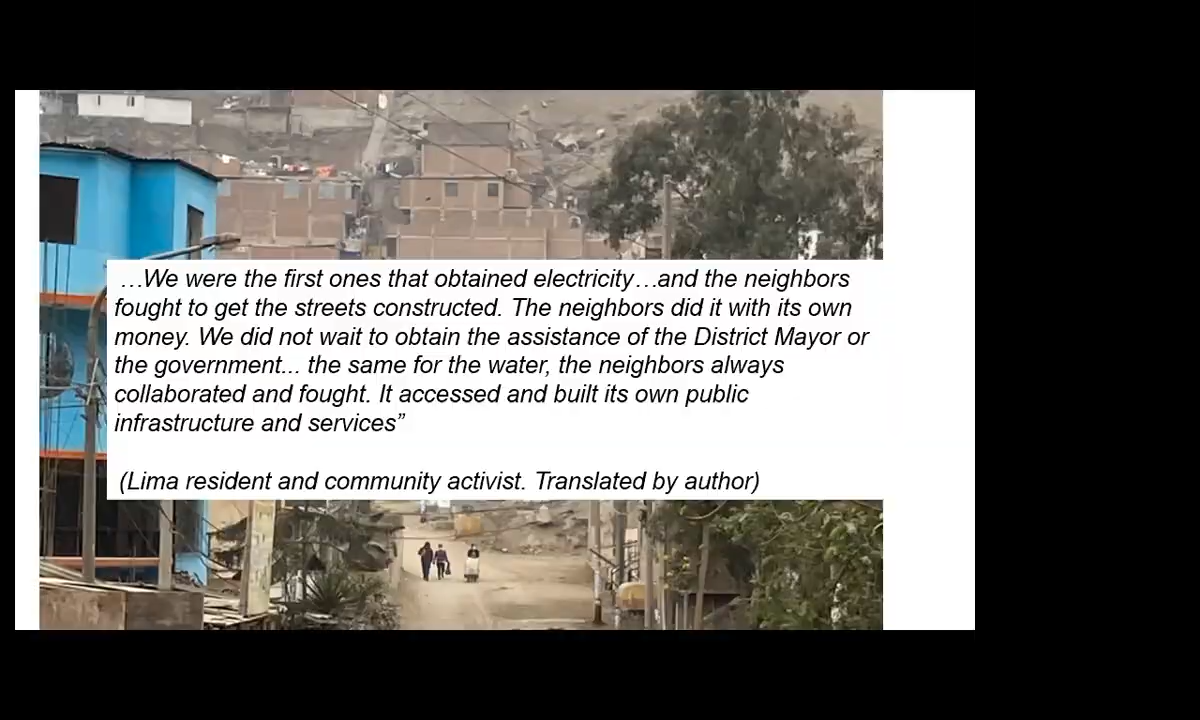 …We were the first ones that obtained electricity…and the neighbors
fought to get the streets constructed. The neighbors did it with its own
money. We did not wait to obtain the assistance of the District Mayor or
the government... the same for the water, the neighbors always
collaborated and fought. It accessed and built its own public
infrastructure and services”
(Lima resident and community activist. Translated by author)